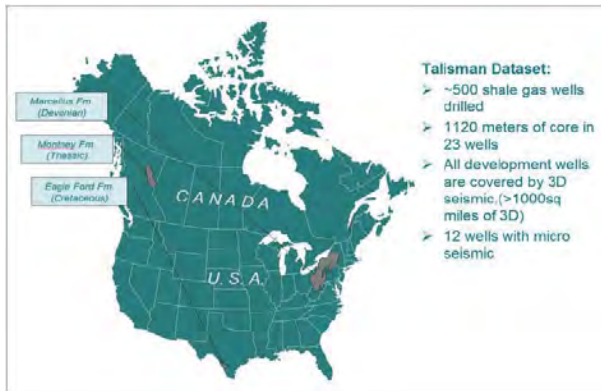 Marcellus Fm.
(Devonian)
Montney Fm.
(Triassic)
Eagle Ford Fm.
(Cretaceous)
CANADA
U.S.A.
Talisman Dataset:
➢ ~500 shale gas wells
drilled
➢ 1120 meters of core in
23 wells
➢ All development wells
are covered by 3D
seismic.(>1000sq
miles of 3D)
➢ 12 wells with micro
seismic